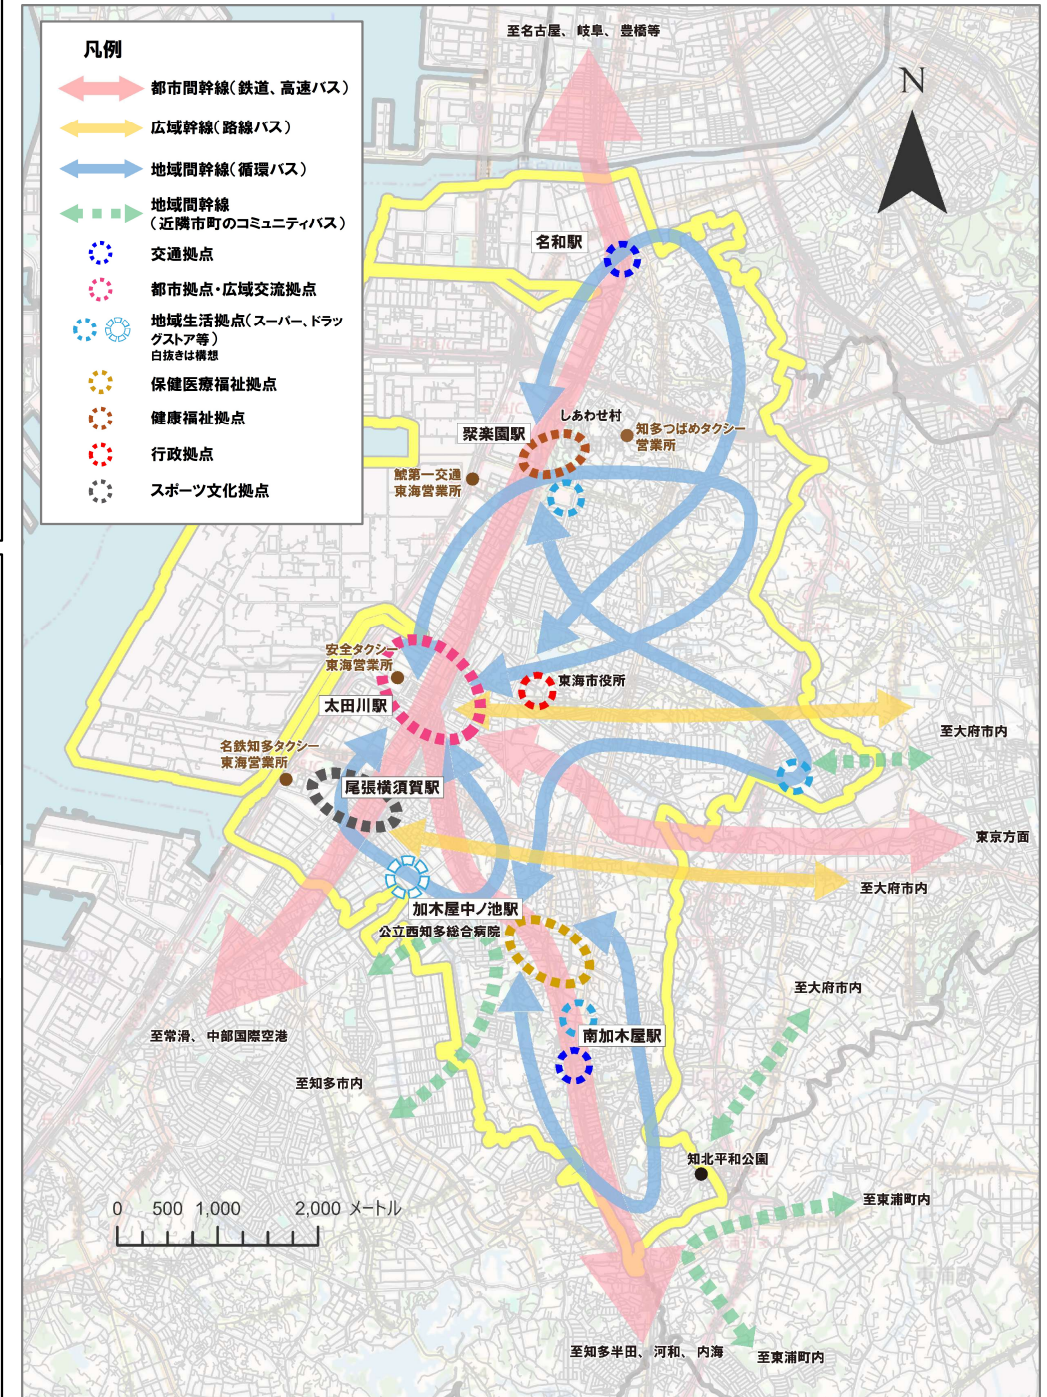 至名古屋、岐阜、豊橋等
凡例
都市間幹線(鉄道、高速バス)
広域幹線(路線バス)
地域間幹線(循環バス)
地域間幹線
(近隣市町のコミュニティバス)
交通拠点
都市拠点・広域交流拠点
地域生活拠点(スーパー、ドラッ
グストア等)
白抜きは構想
保健医療福祉拠点
健康福祉拠点
行政拠点
スポーツ文化拠点
N
名和駅
しあわせ村
聚楽園駅
知多つばめタクシー
営業所
鯱第一交通
東海営業所
安全タクシー
東海営業所
東海市役所
太田川駅
至大府市内
名鉄知多タクシー
東海営業所
尾張横須賀駅
東京方面
至大府市内
加木屋中ノ池駅
公立西知多総合病院
至大府市内
至常滑、中部国際空港
南加木屋駅
至知多市内
知北平和公園
至東浦町内
0 500 1,000 2,000 メートル
至知多半田、河和、内海
至東浦町内